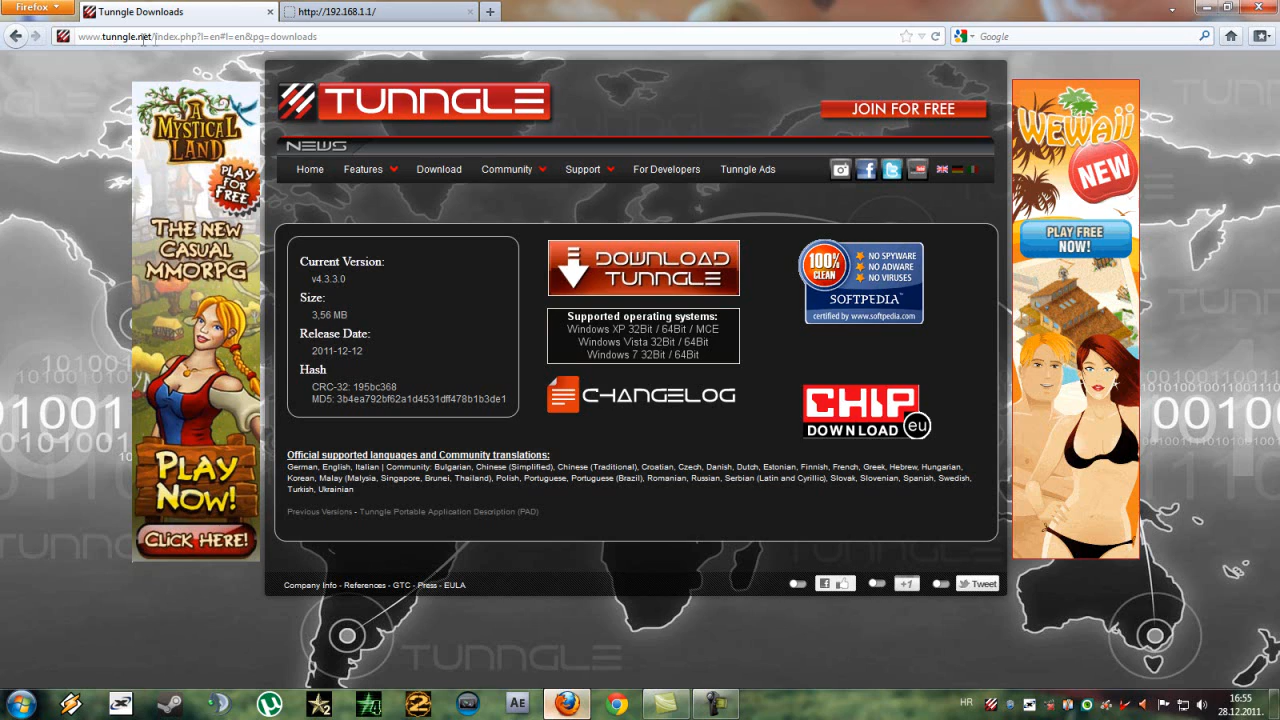 Firefox
Tunngle Downloads
http://192.168.1.1/
www.tunngle.net/index.php?l=en#l=en&pg=downloads
Google
TUNNGLE
JOIN FOR FREE
NEWS
Home Features Download Community Support For Developers Tunngle Ads
A MYSTICAL LAND
PLAY FOR FREE
THE NEW CASUAL MMORPG
PLAY NOW!
CLICK HERE!
Current Version:
v4.3.3.0
Size:
3,56 MB
Release Date:
2011-12-12
Hash
CRC-32: 195bc368
MD5: 3b4ea792bf62a1d4531dff478b1b3de1
DOWNLOAD TUNNGLE
Supported operating systems:
Windows XP 32Bit / 64Bit / MCE
Windows Vista 32Bit / 64Bit
Windows 7 32Bit / 64Bit
CHANGELOG
100% CLEAN
NO SPYWARE
NO ADWARE
NO VIRUSES
SOFTPEDIA™
certified by www.softpedia.com
CHIP
DOWNLOAD eu
Official supported languages and Community translations:
German, English, Italian | Community: Bulgarian, Chinese (Simplified), Chinese (Traditional), Croatian, Czech, Danish, Dutch, Estonian, Finnish, French, Greek, Hebrew, Hungarian,
Korean, Malay (Malysia, Singapore, Brunei, Thailand), Polish, Portuguese, Portuguese (Brazil), Romanian, Russian, Serbian (Latin and Cyrillic), Slovak, Slovenian, Spanish, Swedish,
Turkish, Ukrainian
Previous Versions - Tunngle Portable Application Description (PAD)
WEWAII
NEW
PLAY FREE NOW!
Company Info - References - GTC - Press - EULA
+1
Tweet
TUNNGLE
AE
HR
16:55
28.12.2011.